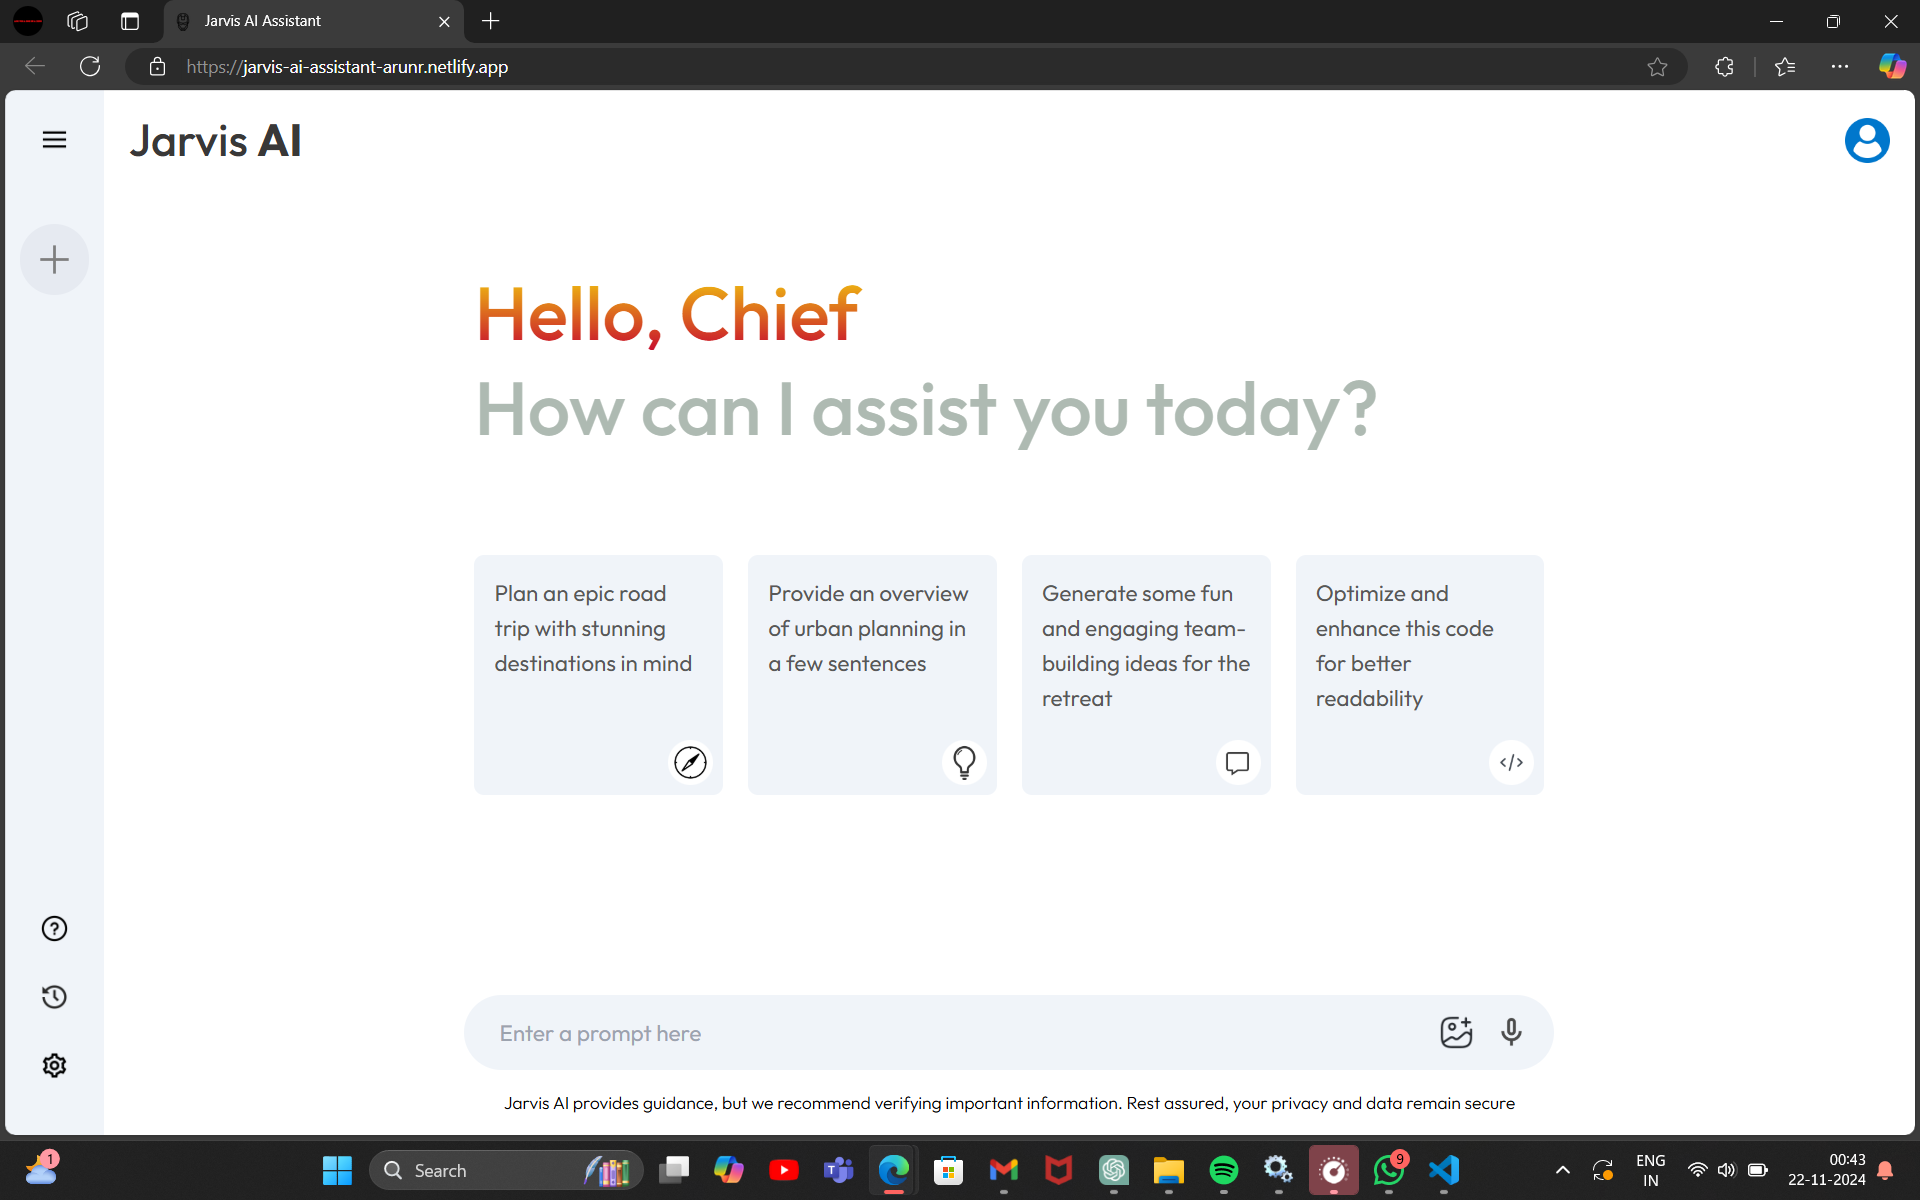 Jarvis AI Assistant
https://jarvis-ai-assistant-arunr.netlify.app
Jarvis AI
Hello, Chief
How can I assist you today?
Plan an epic road
trip with stunning
destinations in mind
Provide an overview
of urban planning in
a few sentences
Generate some fun
and engaging team-
building ideas for the
retreat
Optimize and
enhance this code
for better
readability
</>
Enter a prompt here
Jarvis AI provides guidance, but we recommend verifying important information. Rest assured, your privacy and data remain secure
1
Search
9
ENG
IN
00:43
22-11-2024